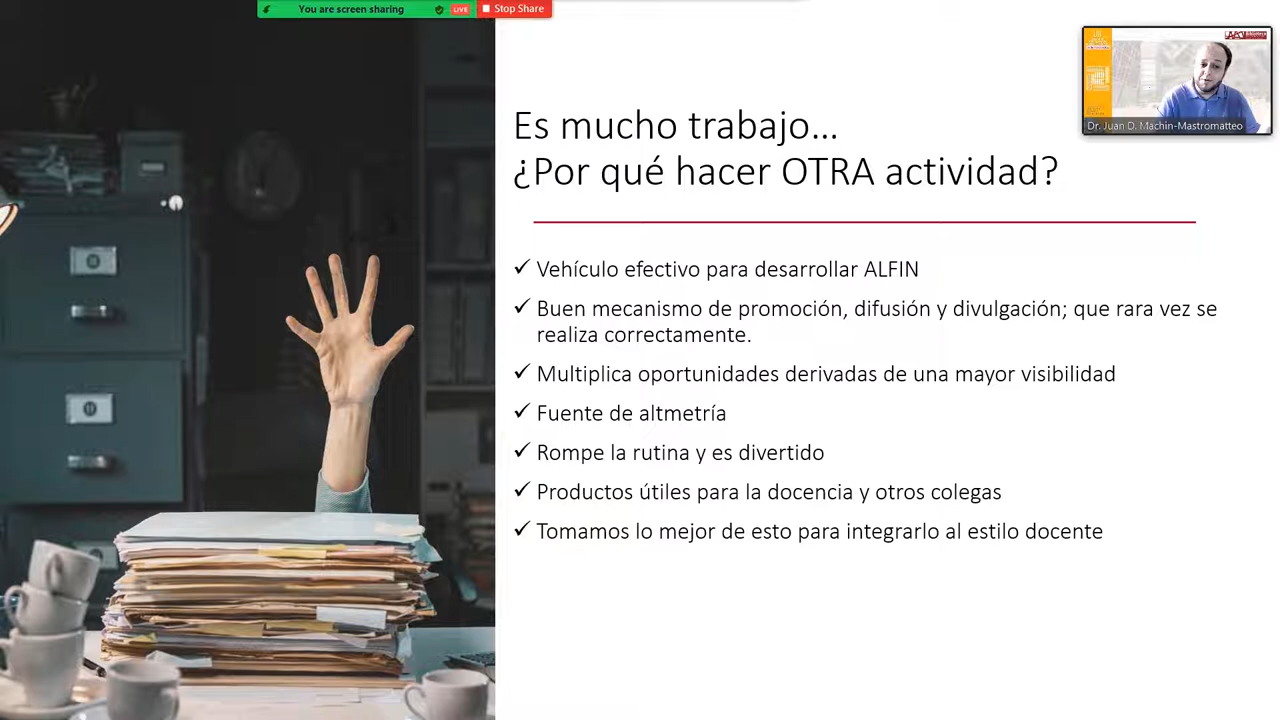 You are screen sharing
LIVE
Stop Share
Es mucho trabajo…
¿Por qué hacer OTRA actividad?
Dr. Juan D. Machin-Mastromatteo
✓ Vehículo efectivo para desarrollar ALFIN
✓ Buen mecanismo de promoción, difusión y divulgación; que rara vez se
realiza correctamente.
✓ Multiplica oportunidades derivadas de una mayor visibilidad
✓ Fuente de altmetría
✓ Rompe la rutina y es divertido
✓ Productos útiles para la docencia y otros colegas
✓ Tomamos lo mejor de esto para integrarlo al estilo docente